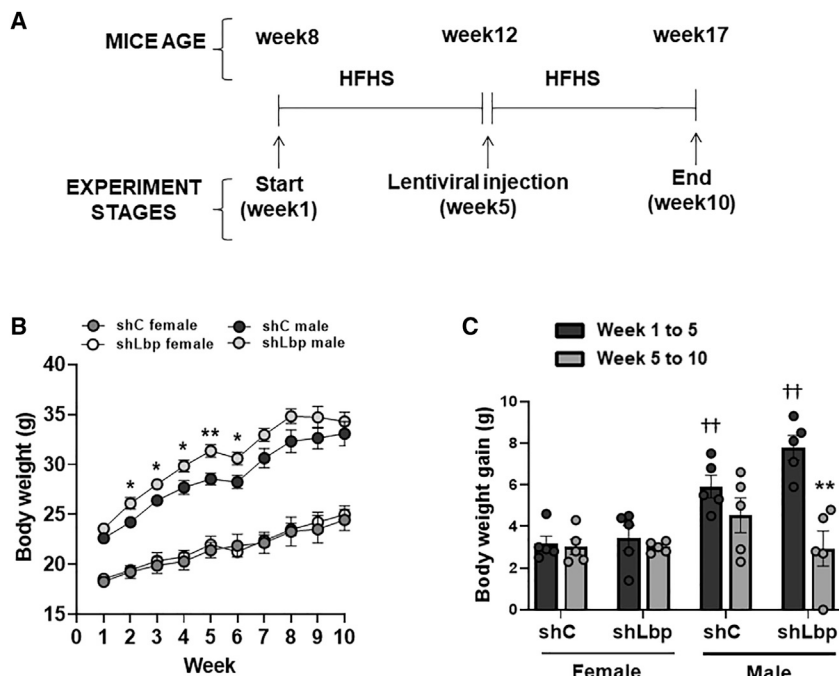 A
MICE AGE
week8 week12 week17
HFHS HFHS
EXPERIMENT
STAGES
Start
(week1)
Lentiviral injection
(week5)
End
(week10)
B
shC female shC male
shLbp female shLbp male
Body weight (g)
40
35
30
25
20
15
* * * ** *
0 1 2 3 4 5 6 7 8 9 10
Week
C
Week 1 to 5
Week 5 to 10
Body weight gain (g)
10
8
6
4
2
0
†† †† **
shC shLbp shC shLbp
Female Male